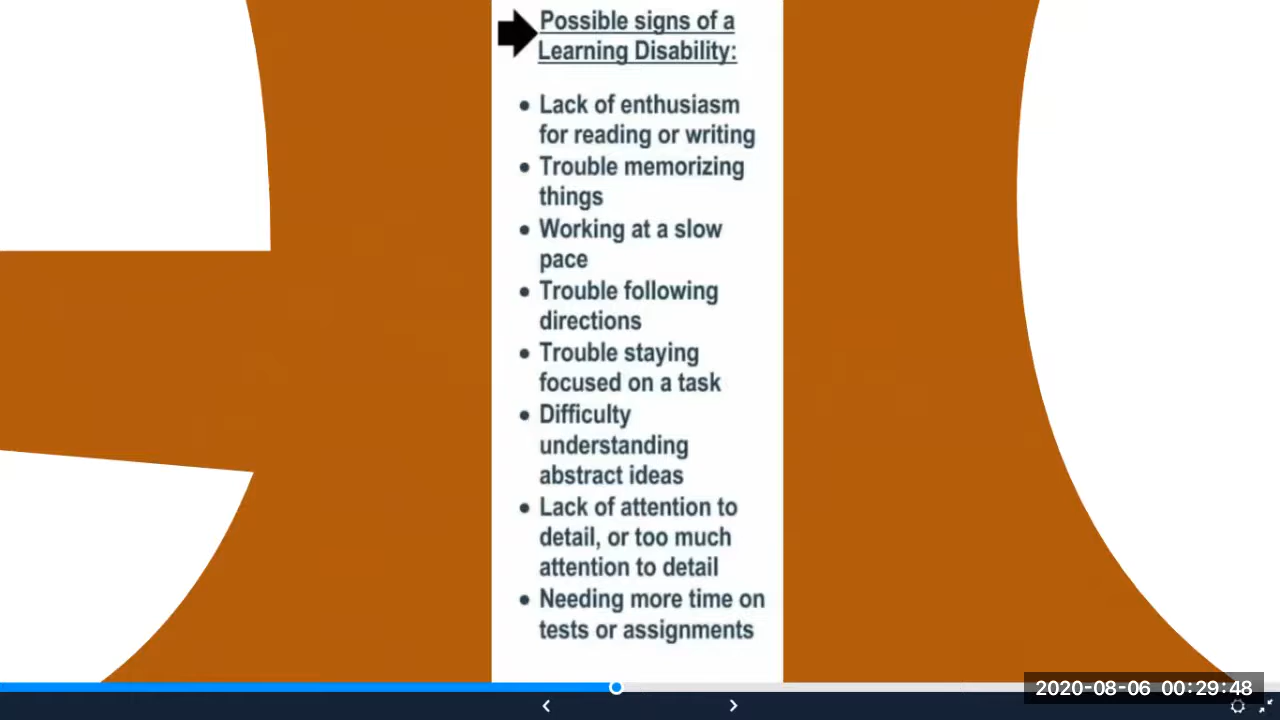 Possible signs of a
Learning Disability:
• Lack of enthusiasm
for reading or writing
• Trouble memorizing
things
• Working at a slow
pace
• Trouble following
directions
• Trouble staying
focused on a task
• Difficulty
understanding
abstract ideas
• Lack of attention to
detail, or too much
attention to detail
• Needing more time on
tests or assignments
2020-08-06 00:29:48